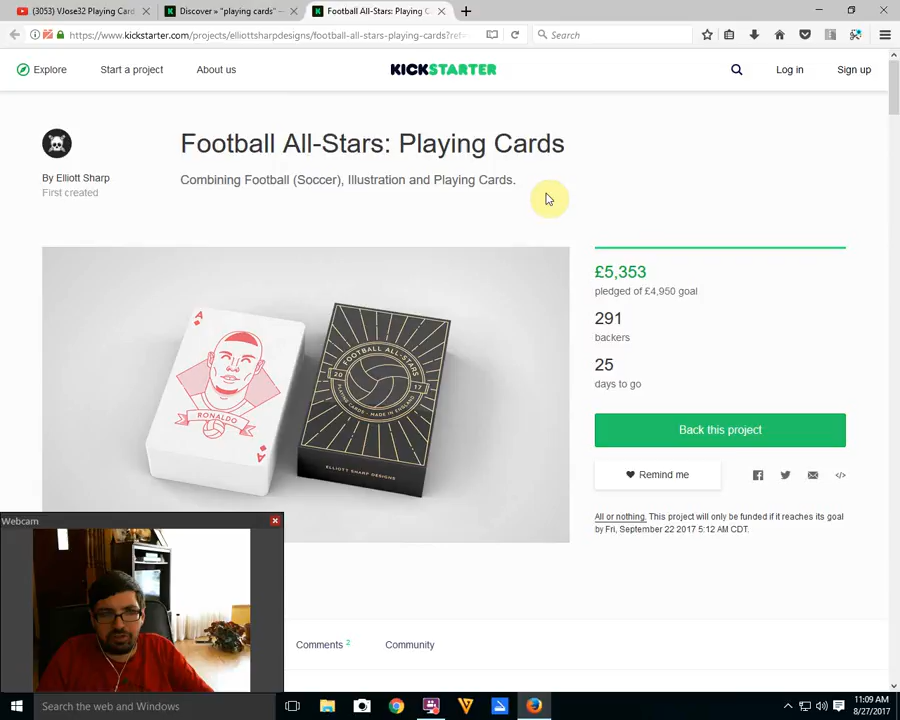 (3053) VJose32 Playing Card
Discover » "playing cards" —
Football All-Stars: Playing C
https://www.kickstarter.com/projects/elliottsharpdesigns/football-all-stars-playing-cards?ref=
Search
Explore
Start a project
About us
KICKSTARTER
Log in
Sign up
Football All-Stars: Playing Cards
Combining Football (Soccer), Illustration and Playing Cards.
By Elliott Sharp
First created
A
RONALDO
A
FOOTBALL ALL-STARS
20 17
PLAYING CARDS - MADE IN ENGLAND
ELLIOTT SHARP DESIGNS
£5,353
pledged of £4,950 goal
291
backers
25
days to go
Back this project
Remind me
All or nothing. This project will only be funded if it reaches its goal
by Fri, September 22 2017 5:12 AM CDT.
Webcam
Comments 2
Community
Search the web and Windows
11:09 AM
8/27/2017